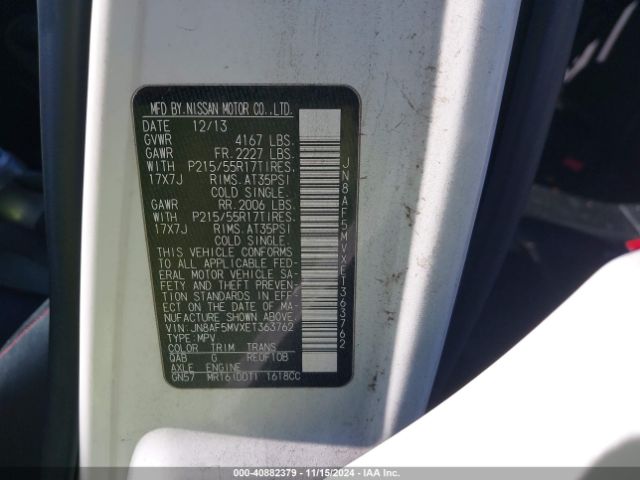 MFD BY. NISSAN MOTOR CO., LTD.
DATE 12/13
GVWR 4167 LBS.
GAWR FR. 2227 LBS.
WITH P215/55R17TIRES.
17X7J RIMS. AT35PSI
COLD SINGLE.
GAWR RR. 2006 LBS.
WITH P215/55R17TIRES.
17X7J RIMS. AT35PSI
COLD SINGLE.
THIS VEHICLE CONFORMS
TO ALL APPLICABLE FED-
ERAL MOTOR VEHICLE SA-
FETY AND THEFT PREVEN-
TION STANDARDS IN EFF-
ECT ON THE DATE OF MA-
NUFACTURE SHOWN ABOVE.
VIN: JN8AF5MVXET363762
TYPE: MPV
COLOR TRIM TRANS
QAB G RE0F10B
AXLE ENGINE
GN57 MR16(DDT) 1618CC
JN8AF5MVXET363762
000-40882379 - 11/15/2024 - IAA Inc.